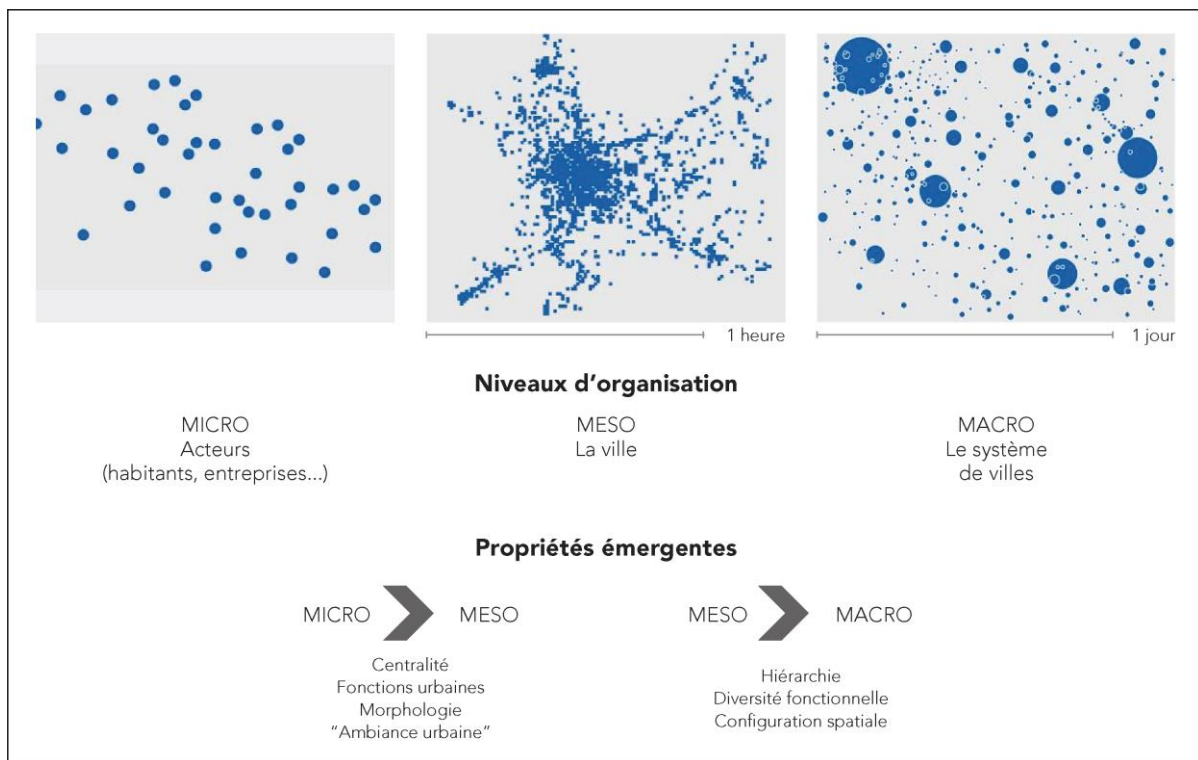 1 heure
1 jour
Niveaux d’organisation
MICRO
Acteurs
(habitants, entreprises...)
MESO
La ville
MACRO
Le système
de villes
Propriétés émergentes
MICRO
MESO
Centralité
Fonctions urbaines
Morphologie
“Ambiance urbaine”
MESO
MACRO
Hiérarchie
Diversité fonctionnelle
Configuration spatiale